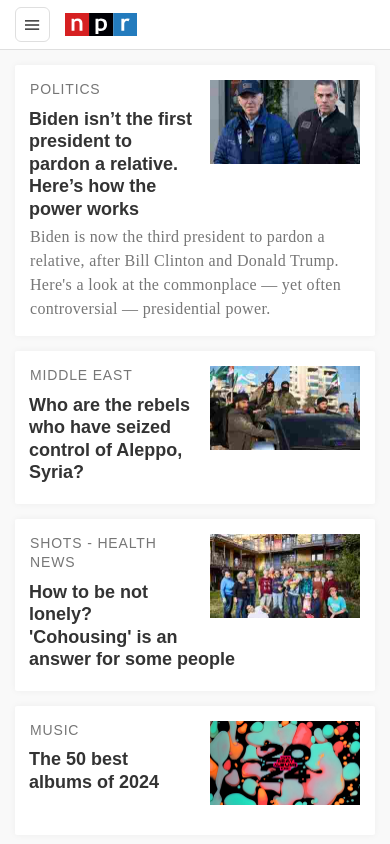 npr
POLITICS
Biden isn’t the first
president to
pardon a relative.
Here’s how the
power works
Biden is now the third president to pardon a
relative, after Bill Clinton and Donald Trump.
Here's a look at the commonplace — yet often
controversial — presidential power.
MIDDLE EAST
Who are the rebels
who have seized
control of Aleppo,
Syria?
SHOTS - HEALTH
NEWS
How to be not
lonely?
'Cohousing' is an
answer for some people
MUSIC
The 50 best
albums of 2024